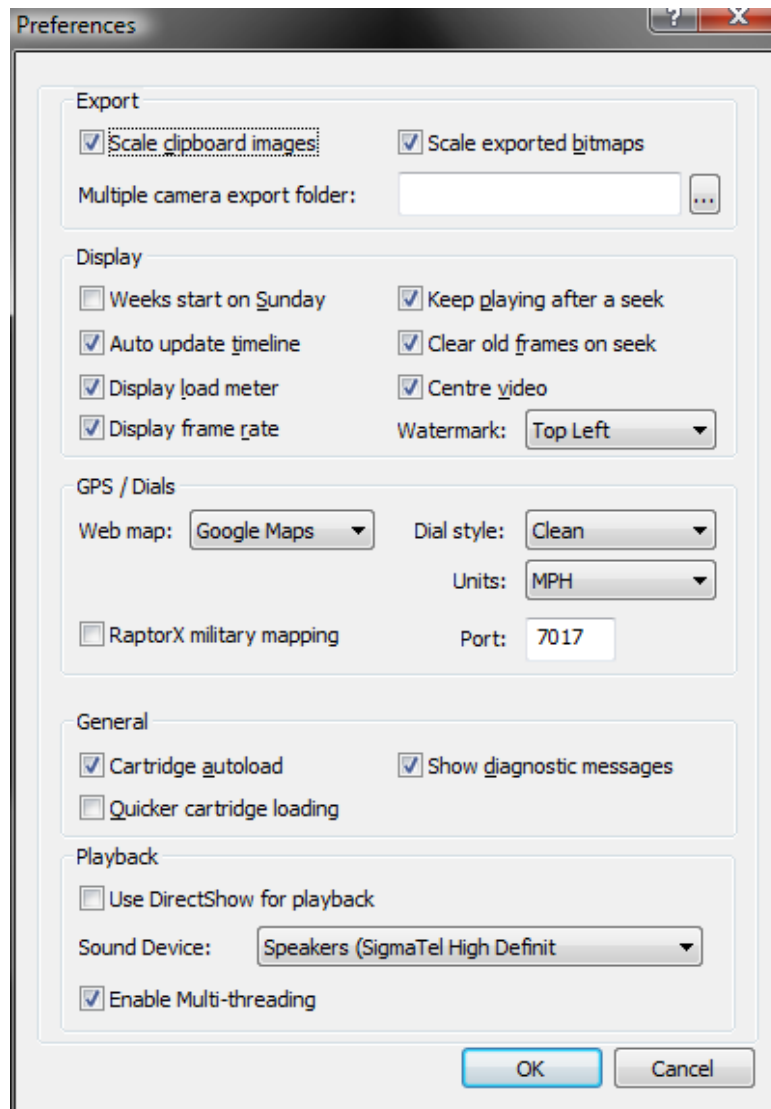 Preferences
?
X
Export
Scale clipboard images Scale exported bitmaps
Multiple camera export folder: ...
Display
Weeks start on Sunday Keep playing after a seek
Auto update timeline Clear old frames on seek
Display load meter Centre video
Display frame rate Watermark: Top Left
GPS / Dials
Web map: Google Maps Dial style: Clean
Units: MPH
RaptorX military mapping Port: 7017
General
Cartridge autoload Show diagnostic messages
Quicker cartridge loading
Playback
Use DirectShow for playback
Sound Device: Speakers (SigmaTel High Definit
Enable Multi-threading
OK Cancel